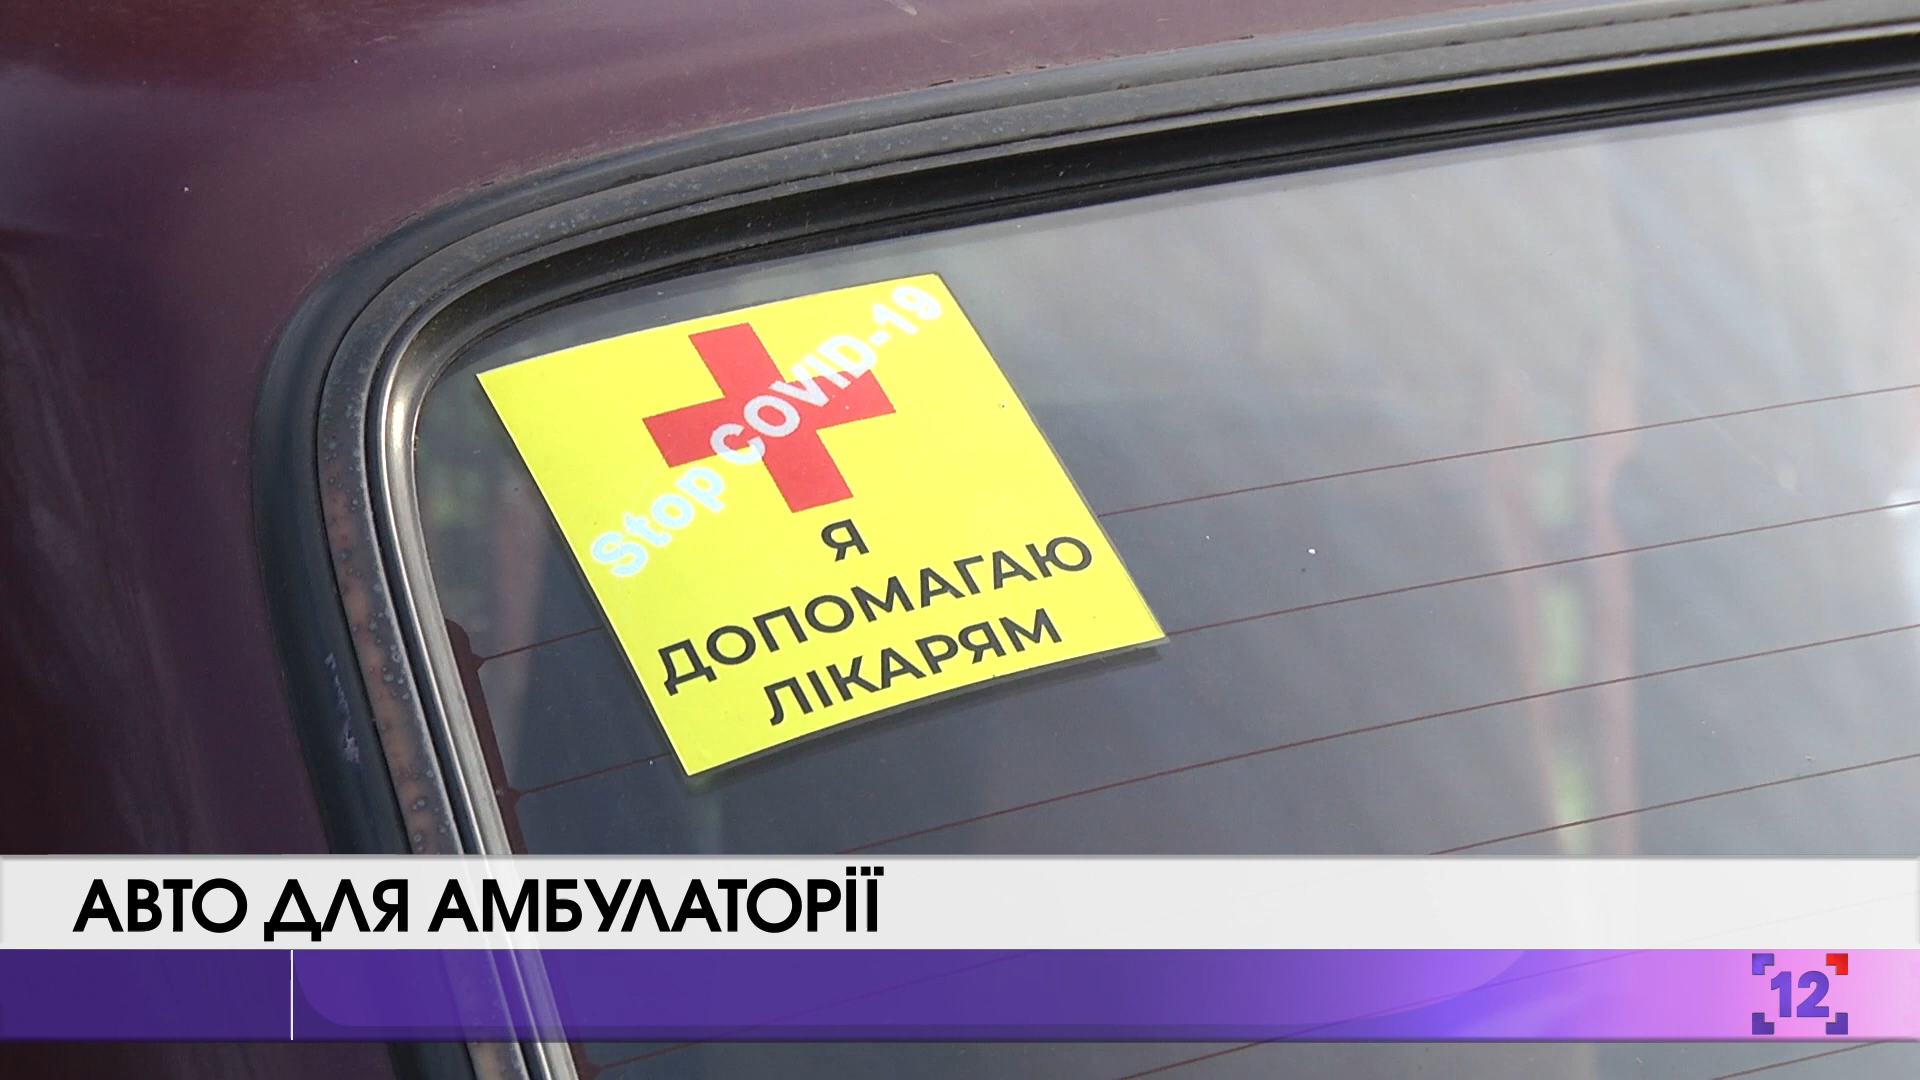 Stop COVID-19
Я
ДОПОМАГАЮ
ЛІКАРЯМ
АВТО ДЛЯ АМБУЛАТОРІЇ
12